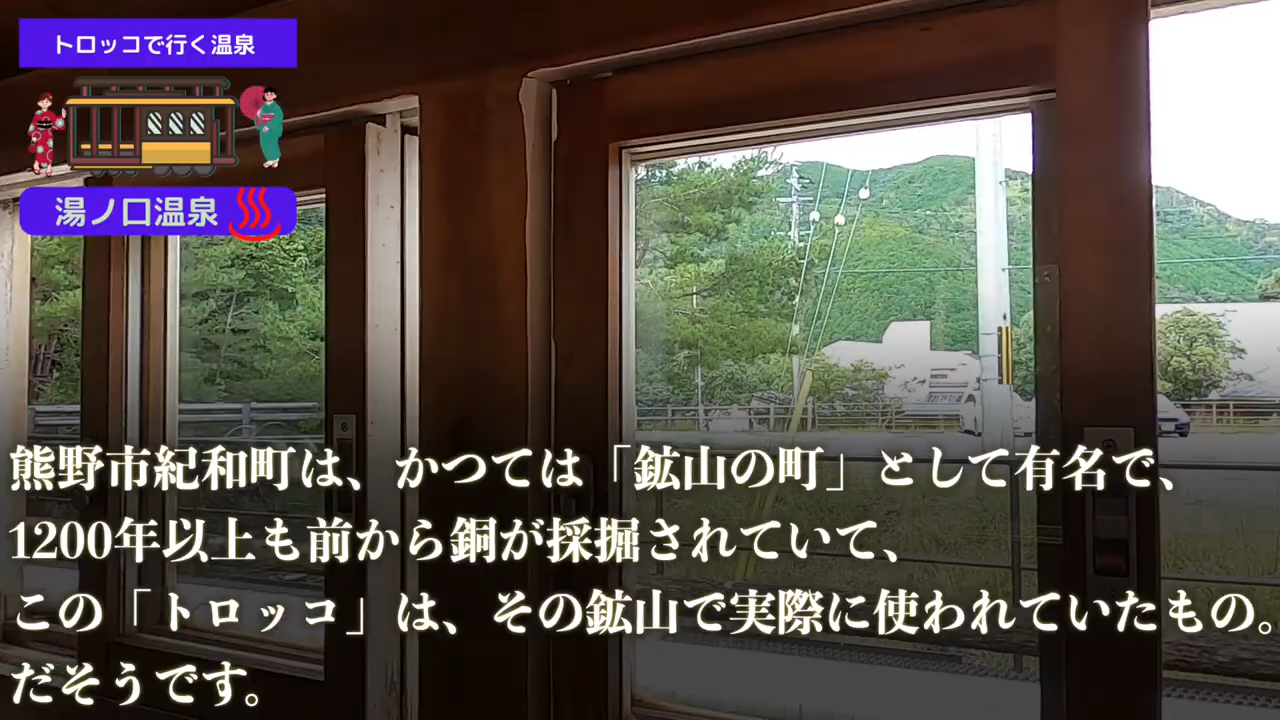 トロッコで行く温泉
湯ノ口温泉
熊野市紀和町は、かつては「鉱山の町」として有名で、
1200年以上も前から銅が採掘されていて、
この「トロッコ」は、その鉱山で実際に使われていたもの。
だそうです。